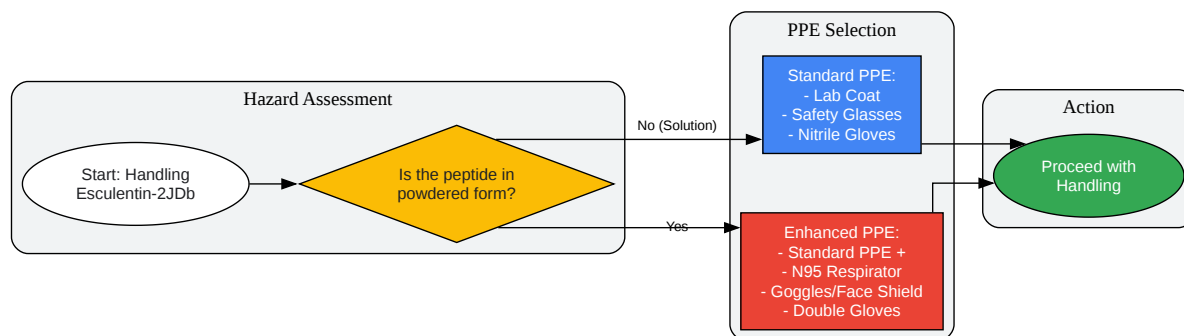 Hazard Assessment
Start: Handling
Esculentin-2JDb
Is the peptide in
powdered form?
No (Solution)
Yes
PPE Selection
Standard PPE:
- Lab Coat
- Safety Glasses
- Nitrile Gloves
Enhanced PPE:
- Standard PPE +
- N95 Respirator
- Goggles/Face Shield
- Double Gloves
Action
Proceed with
Handling